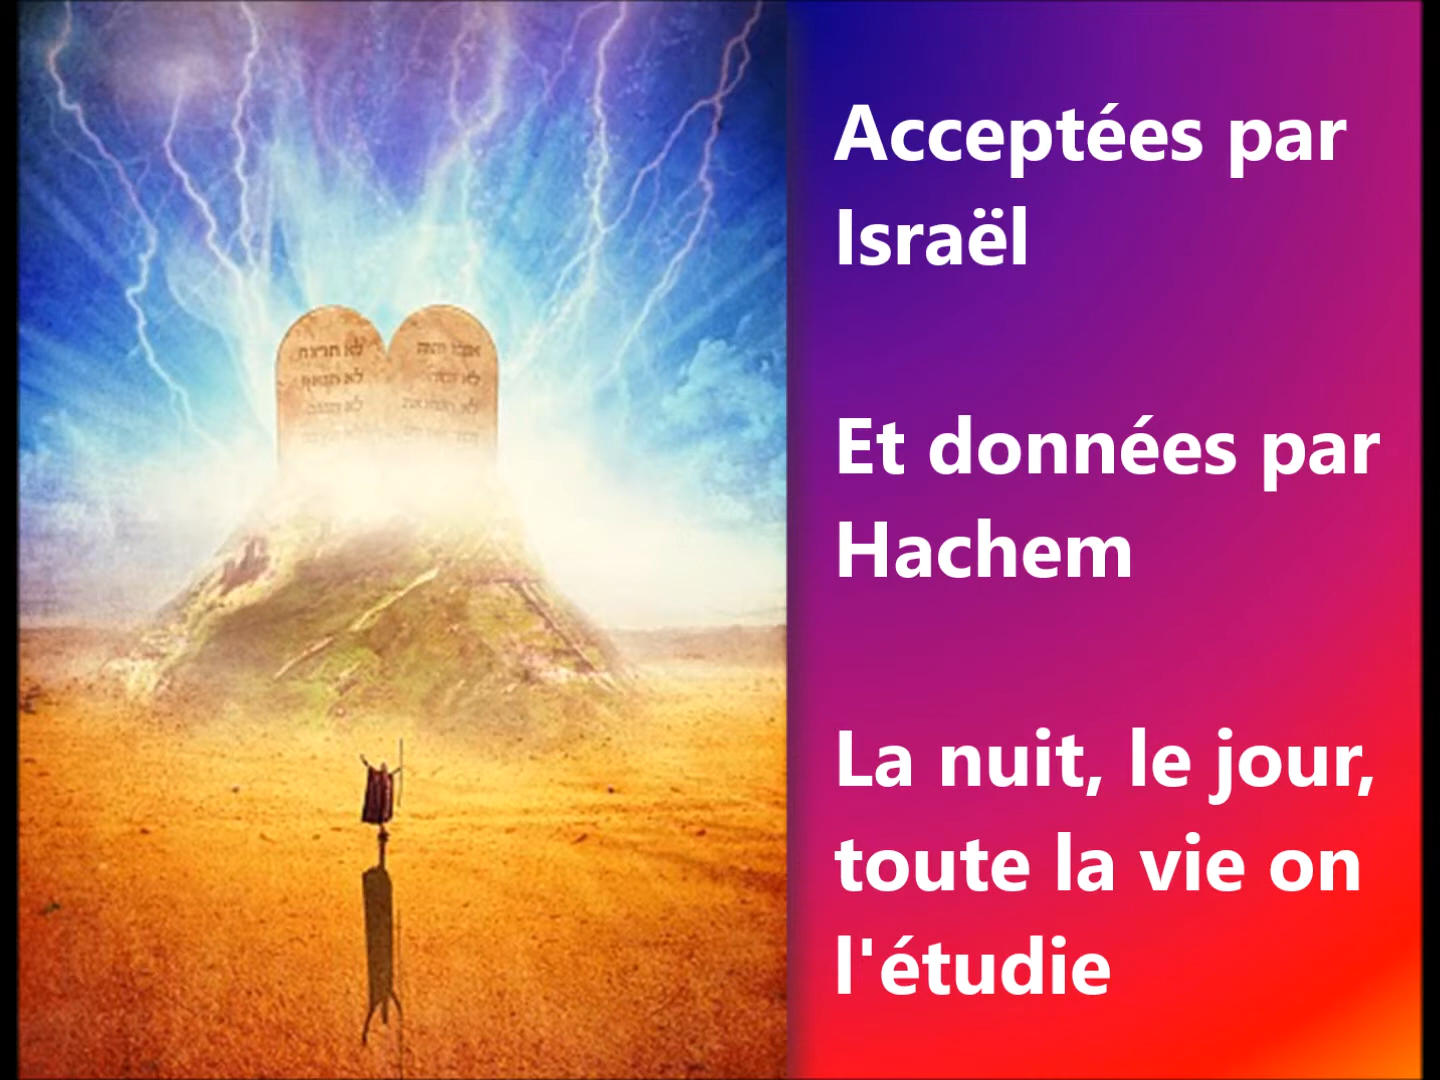 Acceptées par
Israël
Et données par
Hachem
La nuit, le jour,
toute la vie on
l'étudie